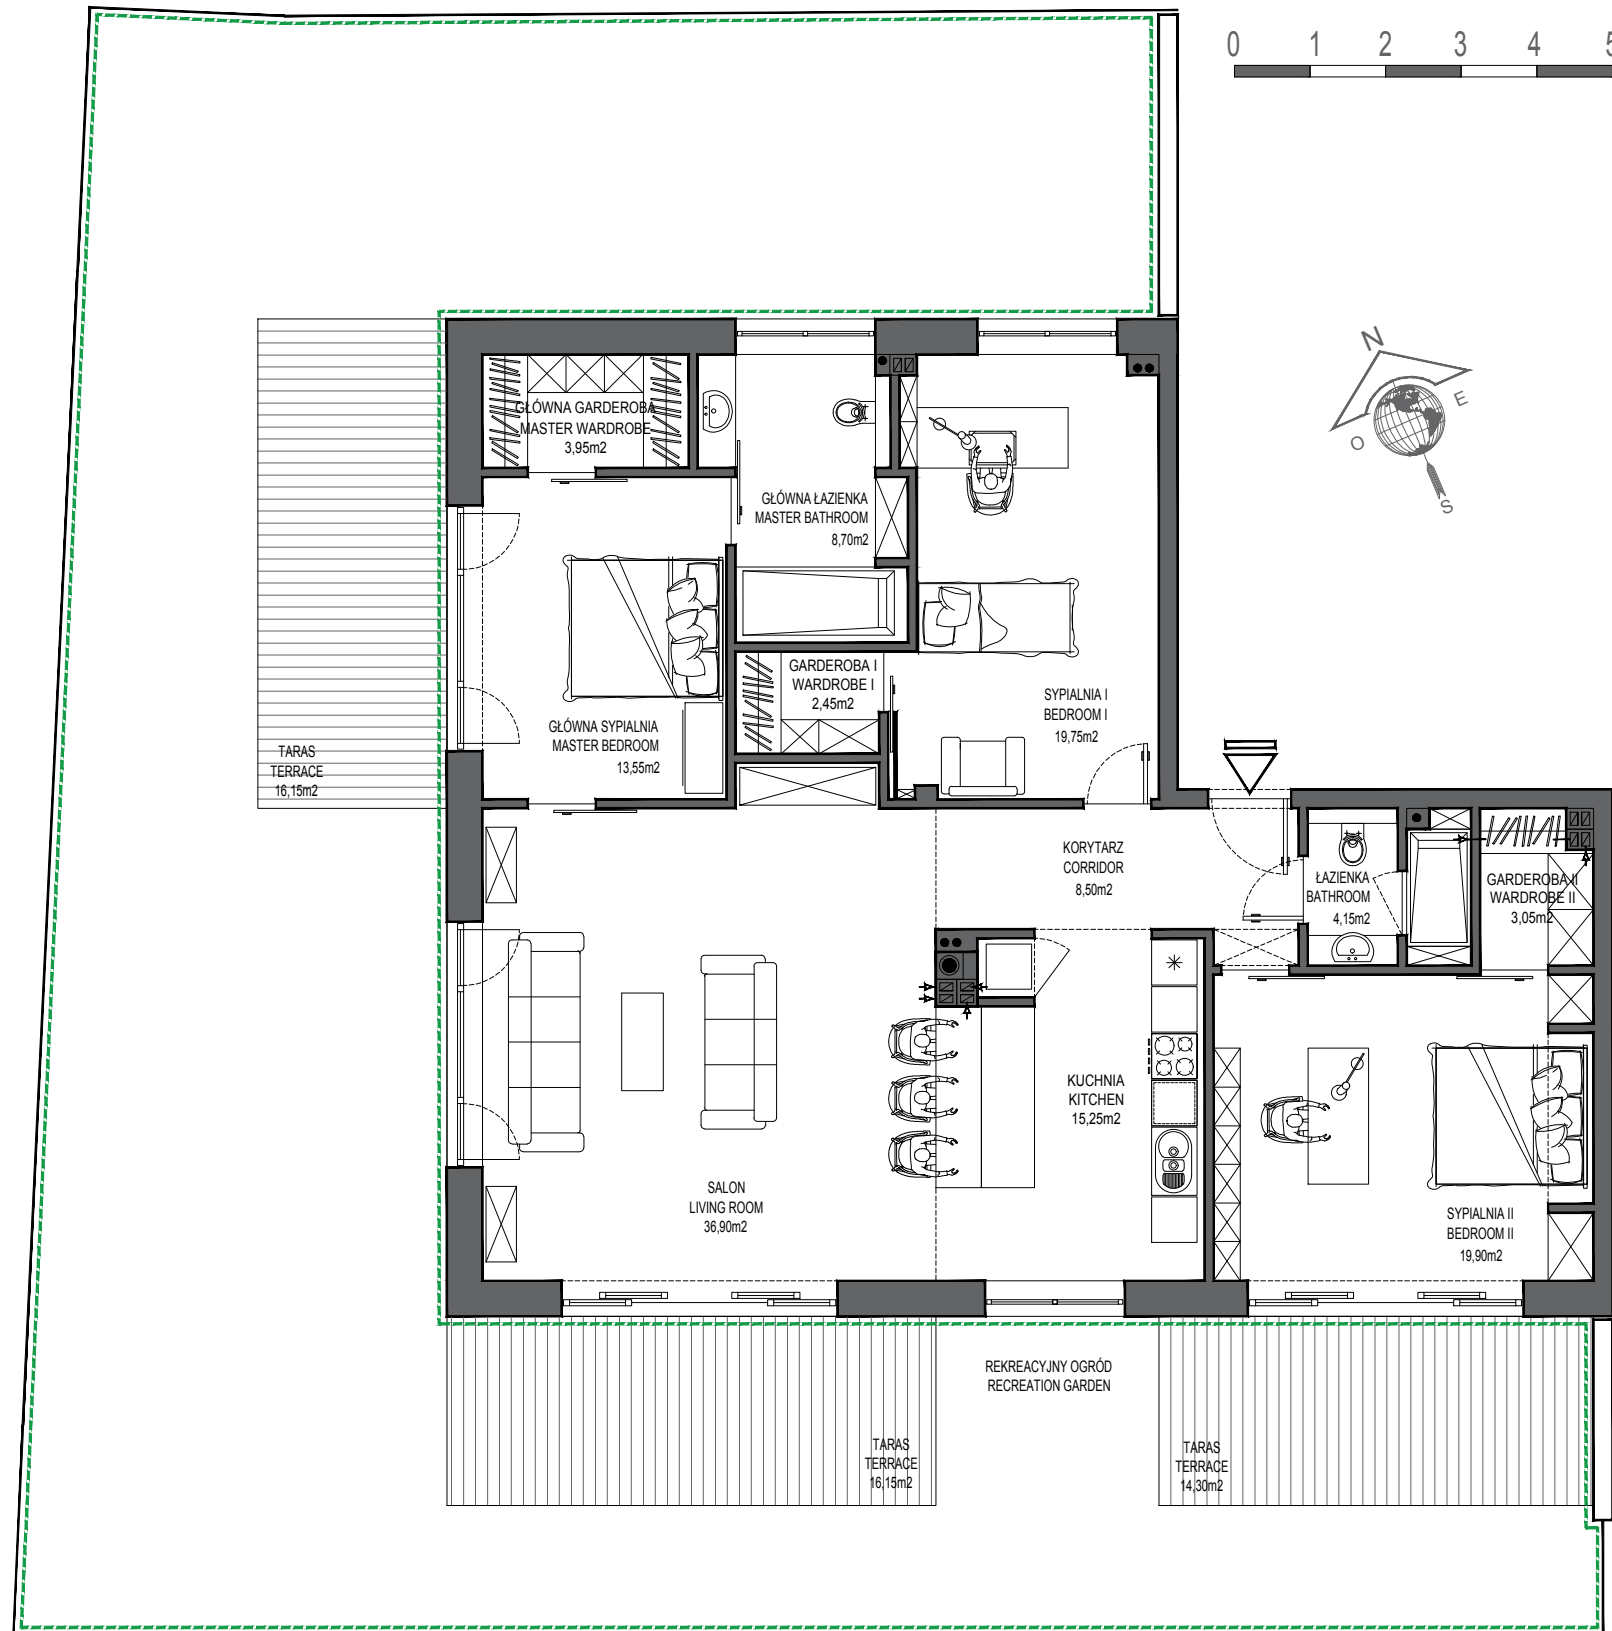 0 1 2 3 4 5
N
E
O
S
GŁÓWNA GARDEROBA
MASTER WARDROBE
3,95m2
GŁÓWNA ŁAZIENKA
MASTER BATHROOM
8,70m2
GARDEROBA I
WARDROBE I
2,45m2
SYPIALNIA I
BEDROOM I
19,75m2
GŁÓWNA SYPIALNIA
MASTER BEDROOM
13,55m2
TARAS
TERRACE
16,15m2
KORYTARZ
CORRIDOR
8,50m2
ŁAZIENKA
BATHROOM
4,15m2
GARDEROBA II
WARDROBE II
3,05m2
KUCHNIA
KITCHEN
15,25m2
SALON
LIVING ROOM
36,90m2
SYPIALNIA II
BEDROOM II
19,90m2
REKREACYJNY OGRÓD
RECREATION GARDEN
TARAS
TERRACE
16,15m2
TARAS
TERRACE
14,30m2